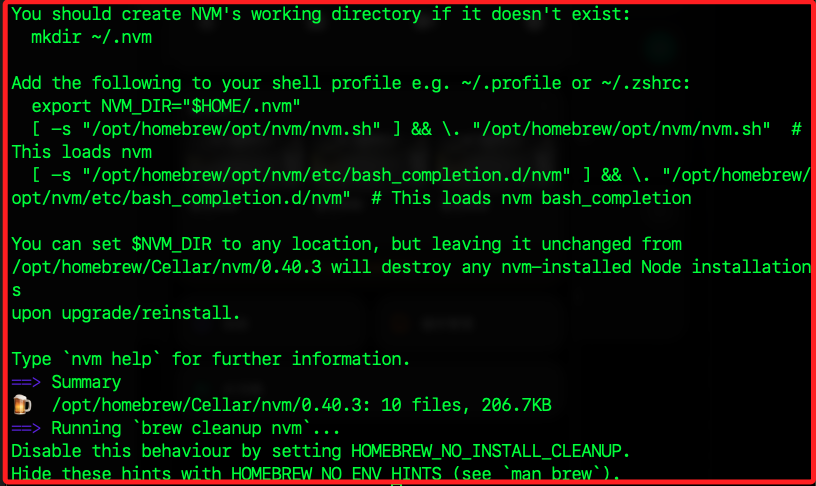 You should create NVM's working directory if it doesn't exist:
  mkdir ~/.nvm

Add the following to your shell profile e.g. ~/.profile or ~/.zshrc:
  export NVM_DIR="$HOME/.nvm"
  [ -s "/opt/homebrew/opt/nvm/nvm.sh" ] && \. "/opt/homebrew/opt/nvm/nvm.sh"  #
This loads nvm
  [ -s "/opt/homebrew/opt/nvm/etc/bash_completion.d/nvm" ] && \. "/opt/homebrew/
opt/nvm/etc/bash_completion.d/nvm"  # This loads nvm bash_completion

You can set $NVM_DIR to any location, but leaving it unchanged from
/opt/homebrew/Cellar/nvm/0.40.3 will destroy any nvm-installed Node installation
s
upon upgrade/reinstall.

Type `nvm help` for further information.
==> Summary
🍺  /opt/homebrew/Cellar/nvm/0.40.3: 10 files, 206.7KB
==> Running `brew cleanup nvm`...
Disable this behaviour by setting HOMEBREW_NO_INSTALL_CLEANUP.
Hide these hints with HOMEBREW_NO_ENV_HINTS (see `man brew`).